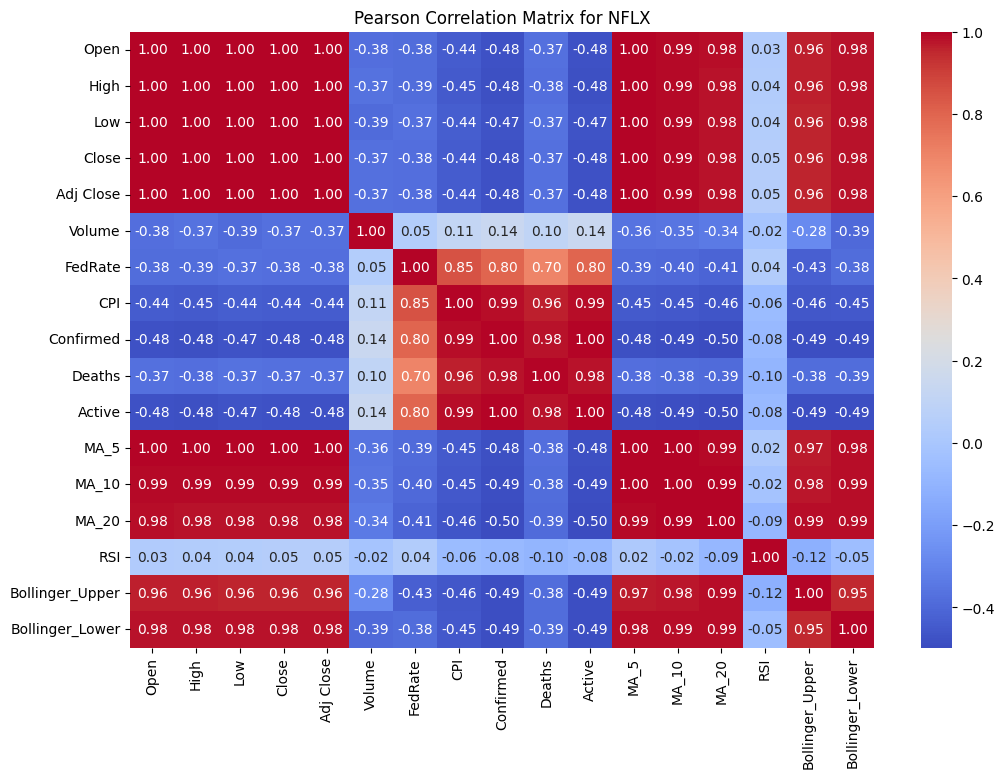 Pearson Correlation Matrix for NFLX
Open 1.00 1.00 1.00 1.00 1.00 -0.38 -0.38 -0.44 -0.48 -0.37 -0.48 1.00 0.99 0.98 0.03 0.96 0.98
High 1.00 1.00 1.00 1.00 1.00 -0.37 -0.39 -0.45 -0.48 -0.38 -0.48 1.00 0.99 0.98 0.04 0.96 0.98
Low 1.00 1.00 1.00 1.00 1.00 -0.39 -0.37 -0.44 -0.47 -0.37 -0.47 1.00 0.99 0.98 0.04 0.96 0.98
Close 1.00 1.00 1.00 1.00 1.00 -0.37 -0.38 -0.44 -0.48 -0.37 -0.48 1.00 0.99 0.98 0.05 0.96 0.98
Adj Close 1.00 1.00 1.00 1.00 1.00 -0.37 -0.38 -0.44 -0.48 -0.37 -0.48 1.00 0.99 0.98 0.05 0.96 0.98
Volume -0.38 -0.37 -0.39 -0.37 -0.37 1.00 0.05 0.11 0.14 0.10 0.14 -0.36 -0.35 -0.34 -0.02 -0.28 -0.39
FedRate -0.38 -0.39 -0.37 -0.38 -0.38 0.05 1.00 0.85 0.80 0.70 0.80 -0.39 -0.40 -0.41 0.04 -0.43 -0.38
CPI -0.44 -0.45 -0.44 -0.44 -0.44 0.11 0.85 1.00 0.99 0.96 0.99 -0.45 -0.45 -0.46 -0.06 -0.46 -0.45
Confirmed -0.48 -0.48 -0.47 -0.48 -0.48 0.14 0.80 0.99 1.00 0.98 1.00 -0.48 -0.49 -0.50 -0.08 -0.49 -0.49
Deaths -0.37 -0.38 -0.37 -0.37 -0.37 0.10 0.70 0.96 0.98 1.00 0.98 -0.38 -0.38 -0.39 -0.10 -0.38 -0.39
Active -0.48 -0.48 -0.47 -0.48 -0.48 0.14 0.80 0.99 1.00 0.98 1.00 -0.48 -0.49 -0.50 -0.08 -0.49 -0.49
MA_5 1.00 1.00 1.00 1.00 1.00 -0.36 -0.39 -0.45 -0.48 -0.38 -0.48 1.00 1.00 0.99 0.02 0.97 0.98
MA_10 0.99 0.99 0.99 0.99 0.99 -0.35 -0.40 -0.45 -0.49 -0.38 -0.49 1.00 1.00 0.99 -0.02 0.98 0.99
MA_20 0.98 0.98 0.98 0.98 0.98 -0.34 -0.41 -0.46 -0.50 -0.39 -0.50 0.99 0.99 1.00 -0.09 0.99 0.99
RSI 0.03 0.04 0.04 0.05 0.05 -0.02 0.04 -0.06 -0.08 -0.10 -0.08 0.02 -0.02 -0.09 1.00 -0.12 -0.05
Bollinger_Upper 0.96 0.96 0.96 0.96 0.96 -0.28 -0.43 -0.46 -0.49 -0.38 -0.49 0.97 0.98 0.99 -0.12 1.00 0.95
Bollinger_Lower 0.98 0.98 0.98 0.98 0.98 -0.39 -0.38 -0.45 -0.49 -0.39 -0.49 0.98 0.99 0.99 -0.05 0.95 1.00
Open High Low Close Adj Close Volume FedRate CPI Confirmed Deaths Active MA_5 MA_10 MA_20 RSI Bollinger_Upper Bollinger_Lower
1.0
0.8
0.6
0.4
0.2
0.0
−0.2
−0.4